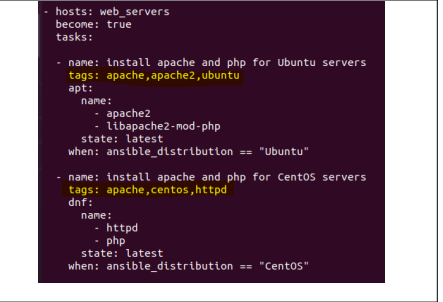 - hosts: web_servers
  become: true
  tasks:

  - name: install apache and php for Ubuntu servers
    tags: apache,apache2,ubuntu
    apt:
      name:
        - apache2
        - libapache2-mod-php
      state: latest
    when: ansible_distribution == "Ubuntu"

  - name: install apache and php for CentOS servers
    tags: apache,centos,httpd
    dnf:
      name:
        - httpd
        - php
      state: latest
    when: ansible_distribution == "CentOS"